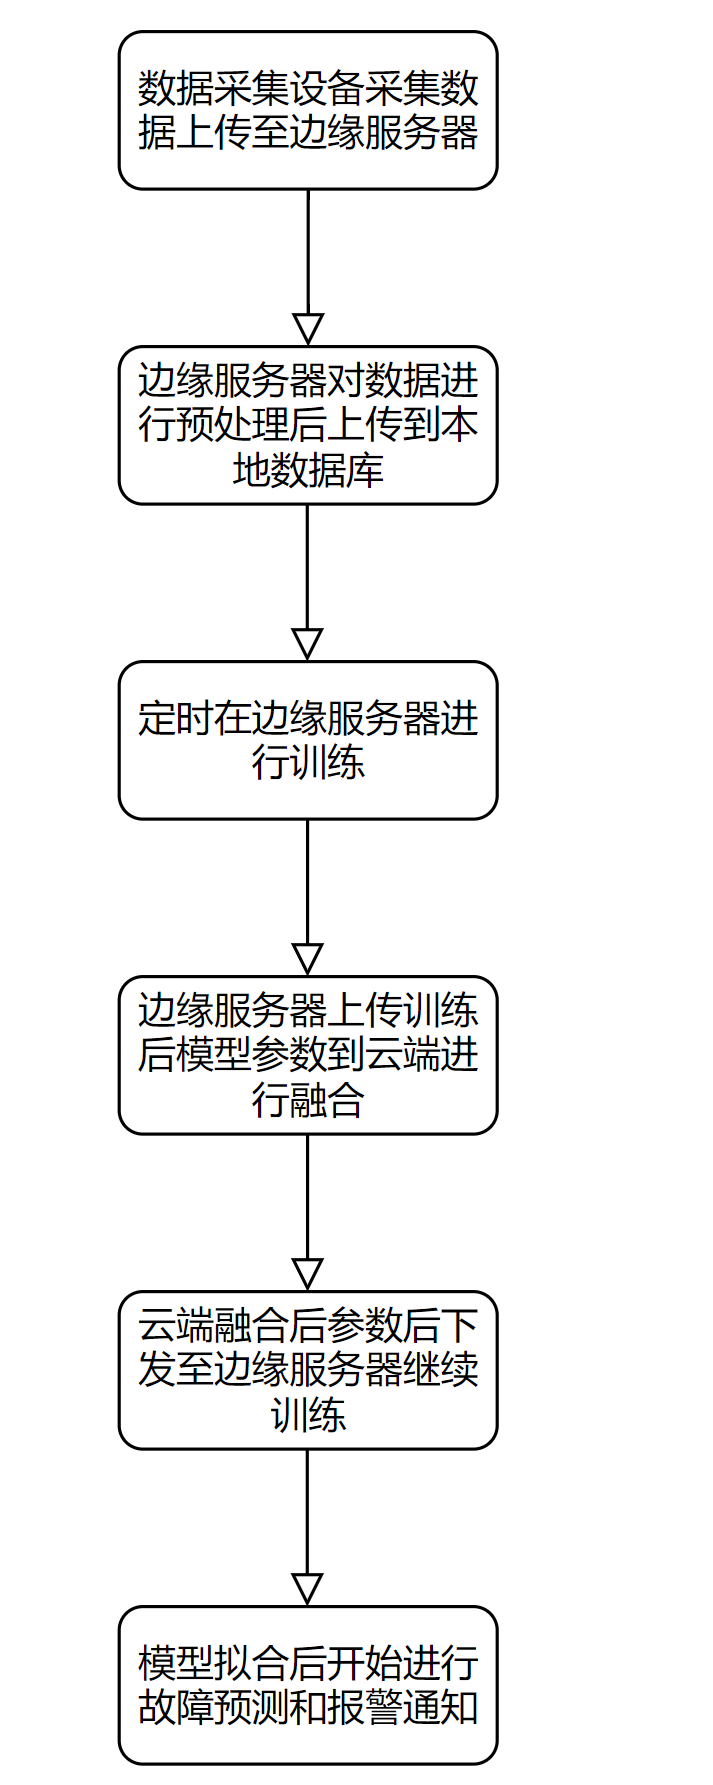 数据采集设备采集数
据上传至边缘服务器
边缘服务器对数据进
行预处理后上传到本
地数据库
定时在边缘服务器进
行训练
边缘服务器上传训练
后模型参数到云端进
行融合
云端融合后参数后下
发至边缘服务器继续
训练
模型拟合后开始进行
故障预测和报警通知